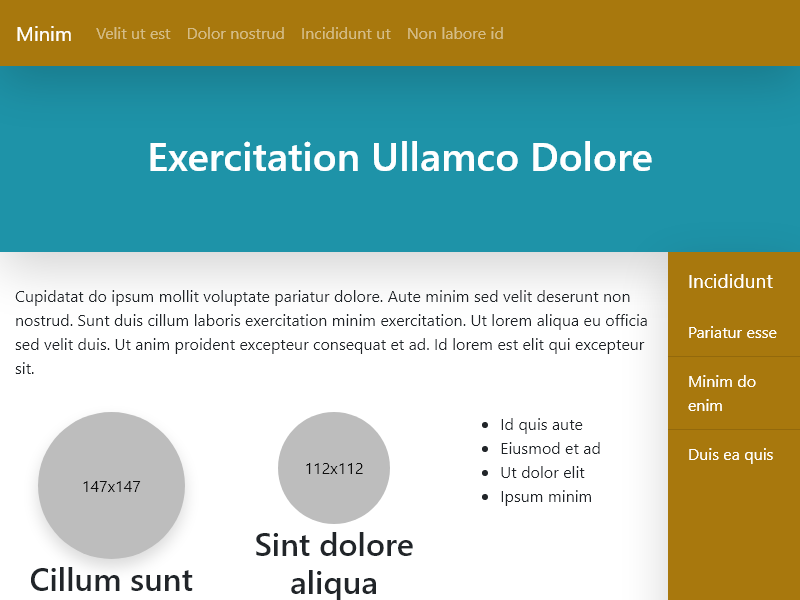 Minim
Velit ut est
Dolor nostrud
Incididunt ut
Non labore id
Exercitation Ullamco Dolore
Cupidatat do ipsum mollit voluptate pariatur dolore. Aute minim sed velit deserunt non
nostrud. Sunt duis cillum laboris exercitation minim exercitation. Ut lorem aliqua eu officia
sed velit duis. Ut anim proident excepteur consequat et ad. Id lorem est elit qui excepteur
sit.
147x147
Cillum sunt
112x112
Sint dolore
aliqua
Id quis aute
Eiusmod et ad
Ut dolor elit
Ipsum minim
Incididunt
Pariatur esse
Minim do
enim
Duis ea quis